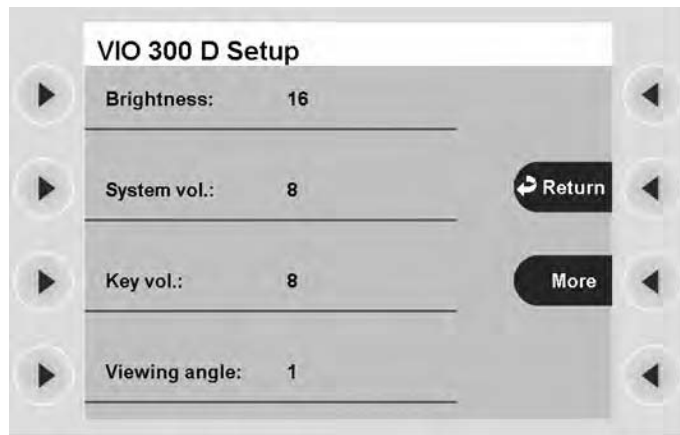 VIO 300 D Setup
Brightness: 16
System vol.: 8
Return
Key vol.: 8
More
Viewing angle: 1